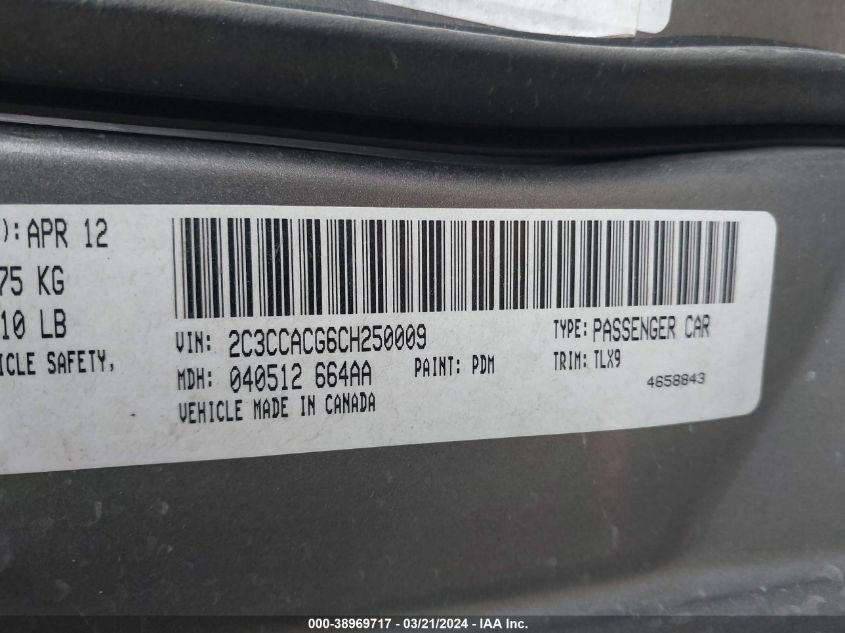 ): APR 12
75 KG
10 LB
ICLE SAFETY,
VIN: 2C3CCACG6CH250009
TYPE: PASSENGER CAR
MDH: 040512 664AA
PAINT: PDM
TRIM: TLX9
VEHICLE MADE IN CANADA
4658843
000-38969717 - 03/21/2024 - IAA Inc.